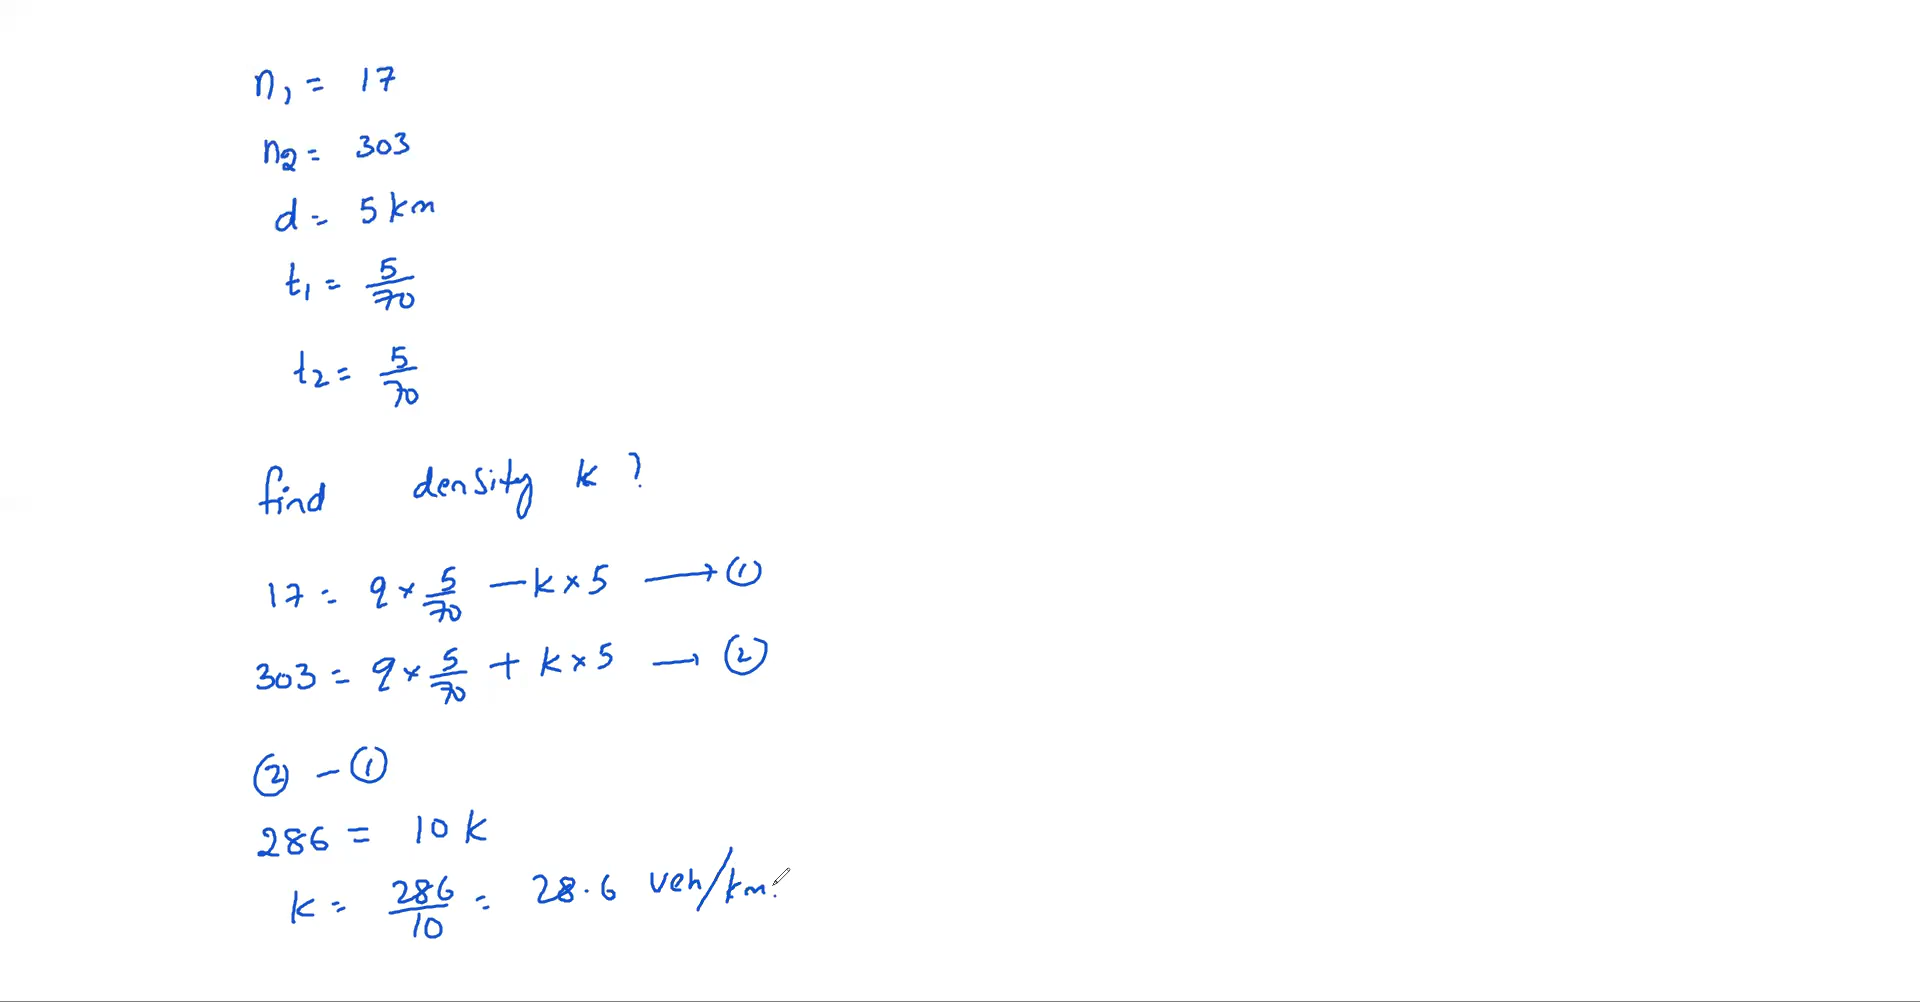 n₁ = 17
n₂ = 303
d = 5 km
t₁ = 5/70
t₂ = 5/70
find density k ?
17 = q × 5/70 — k × 5 → ①
303 = q × 5/70 + k × 5 → ②
② - ①
286 = 10 k
k = 286/10 = 28.6 veh/km.